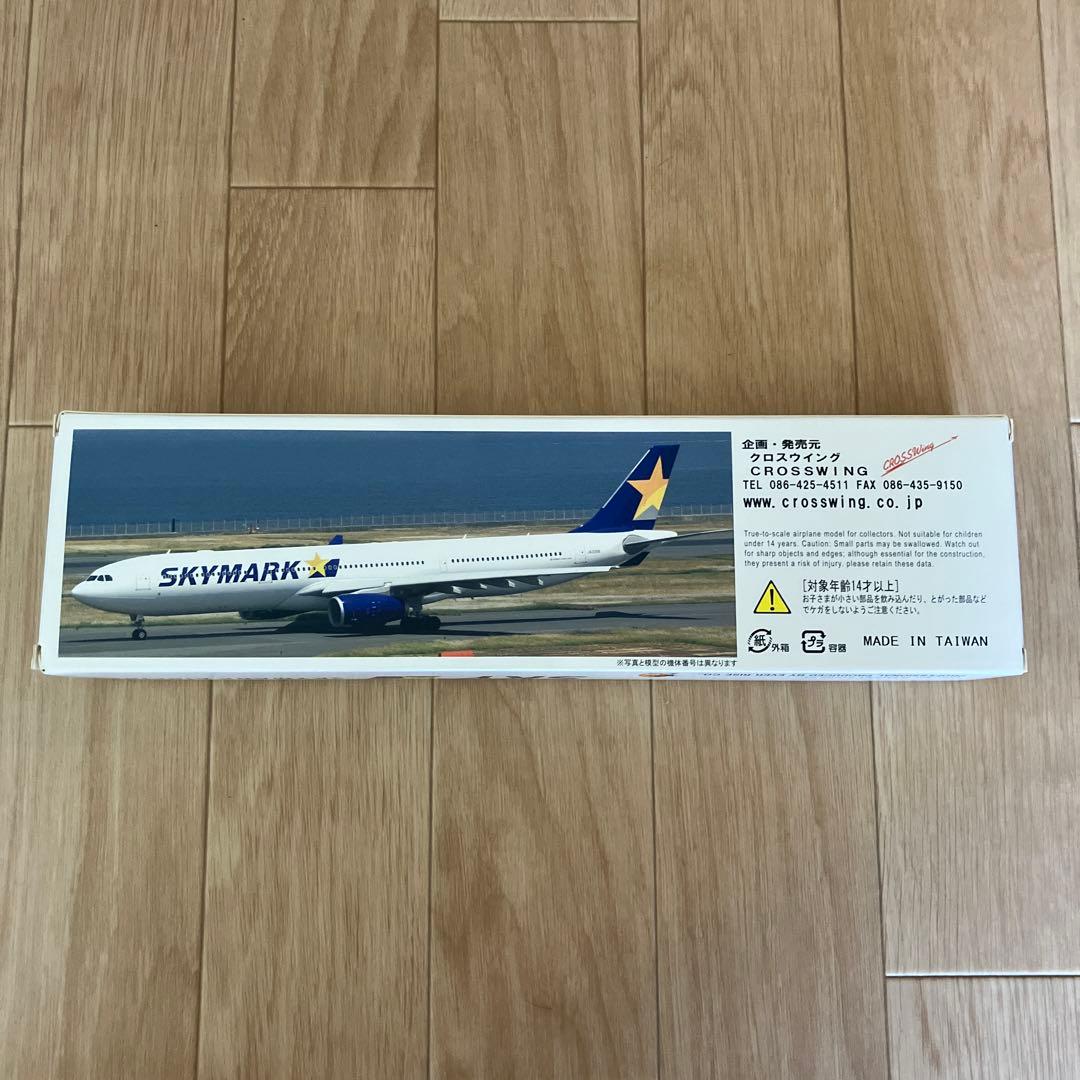 企画・発売元
クロスウイング
CROSSWING
CROSSWing
TEL 086-425-4511 FAX 086-435-9150
www.crosswing.co.jp
SKYMARK
True-to-scale airplane model for collectors. Not suitable for children
under 14 years. Caution: Small parts may be swallowed. Watch out
for sharp objects and edges; although essential for the construction,
they present a risk of injury. please retain these data.
[対象年齢14才以上]
お子さまが小さい部品を飲み込んだり、とがった部品など
でケガをしないようご注意ください。
紙 外箱 プラ 容器 MADE IN TAIWAN
※写真と模型の機体番号は異なります